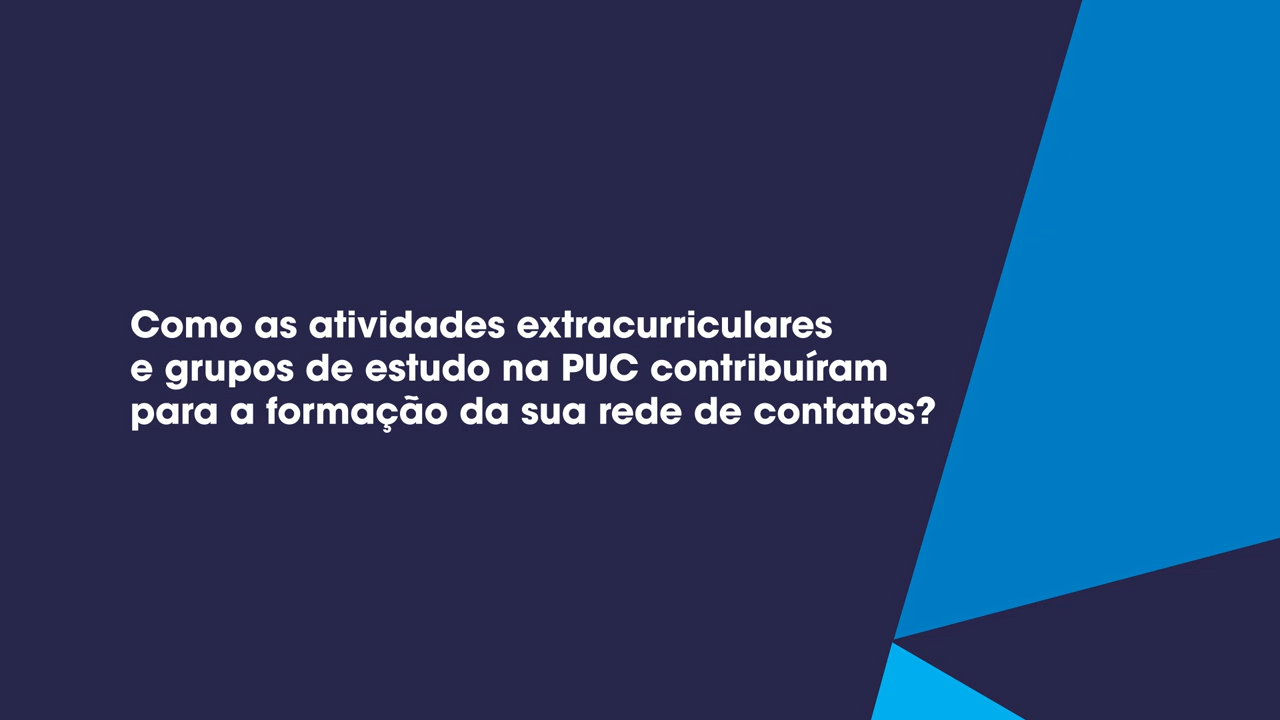 Como as atividades extracurriculares
e grupos de estudo na PUC contribuíram
para a formação da sua rede de contatos?